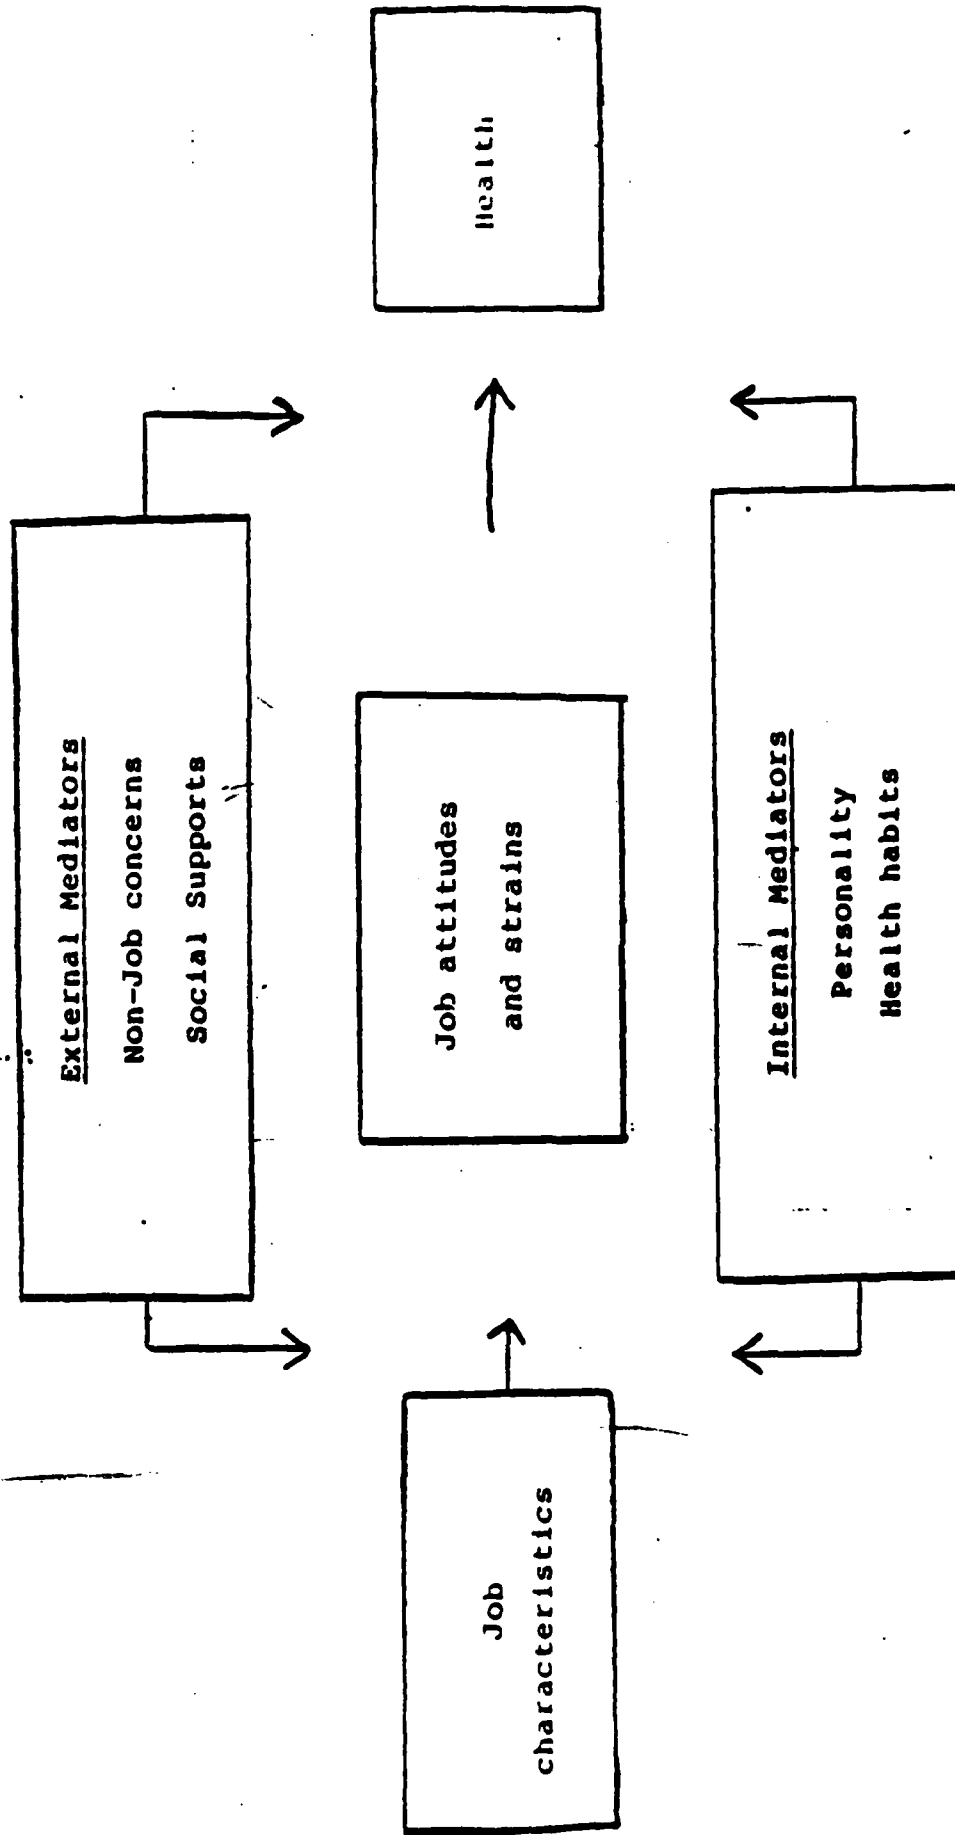 External Mediators
Non-Job concerns
Social Supports
Job
characteristics
Job attitudes
and strains
Health
Internal Mediators
Personality
Health habits